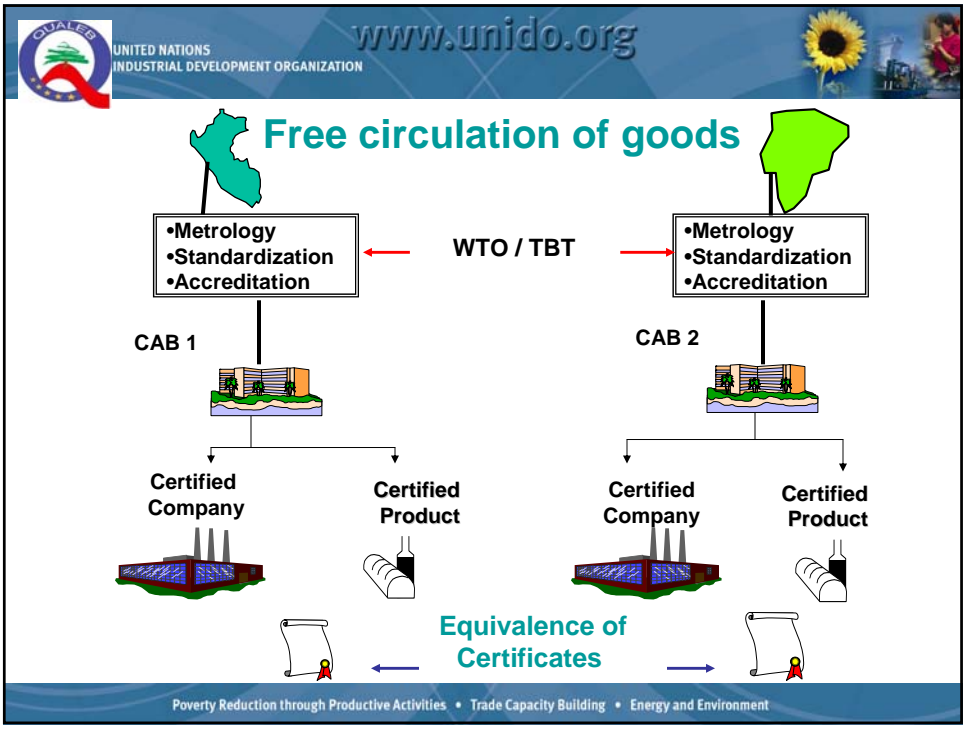 QUALEB
UNITED NATIONS
INDUSTRIAL DEVELOPMENT ORGANIZATION
www.unido.org
Free circulation of goods
•Metrology
•Standardization
•Accreditation
WTO / TBT
•Metrology
•Standardization
•Accreditation
CAB 1
CAB 2
Certified
Company
Certified
Product
Certified
Company
Certified
Product
Equivalence of
Certificates
Poverty Reduction through Productive Activities • Trade Capacity Building • Energy and Environment